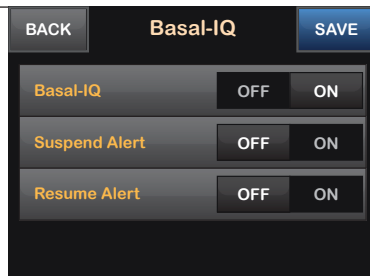 BACK Basal-IQ SAVE
Basal-IQ OFF ON
Suspend Alert OFF ON
Resume Alert OFF ON